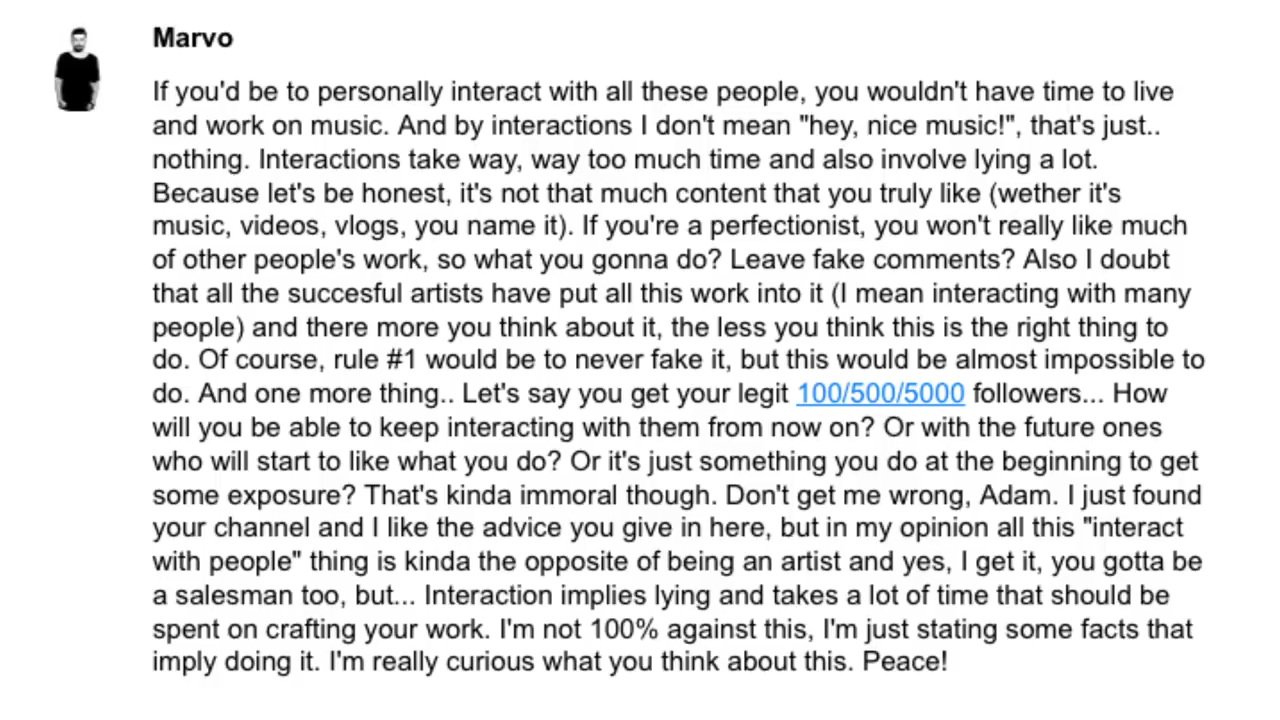 Marvo
If you'd be to personally interact with all these people, you wouldn't have time to live
and work on music. And by interactions I don't mean "hey, nice music!", that's just..
nothing. Interactions take way, way too much time and also involve lying a lot.
Because let's be honest, it's not that much content that you truly like (wether it's
music, videos, vlogs, you name it). If you're a perfectionist, you won't really like much
of other people's work, so what you gonna do? Leave fake comments? Also I doubt
that all the succesful artists have put all this work into it (I mean interacting with many
people) and there more you think about it, the less you think this is the right thing to
do. Of course, rule #1 would be to never fake it, but this would be almost impossible to
do. And one more thing.. Let's say you get your legit 100/500/5000 followers... How
will you be able to keep interacting with them from now on? Or with the future ones
who will start to like what you do? Or it's just something you do at the beginning to get
some exposure? That's kinda immoral though. Don't get me wrong, Adam. I just found
your channel and I like the advice you give in here, but in my opinion all this "interact
with people" thing is kinda the opposite of being an artist and yes, I get it, you gotta be
a salesman too, but... Interaction implies lying and takes a lot of time that should be
spent on crafting your work. I'm not 100% against this, I'm just stating some facts that
imply doing it. I'm really curious what you think about this. Peace!